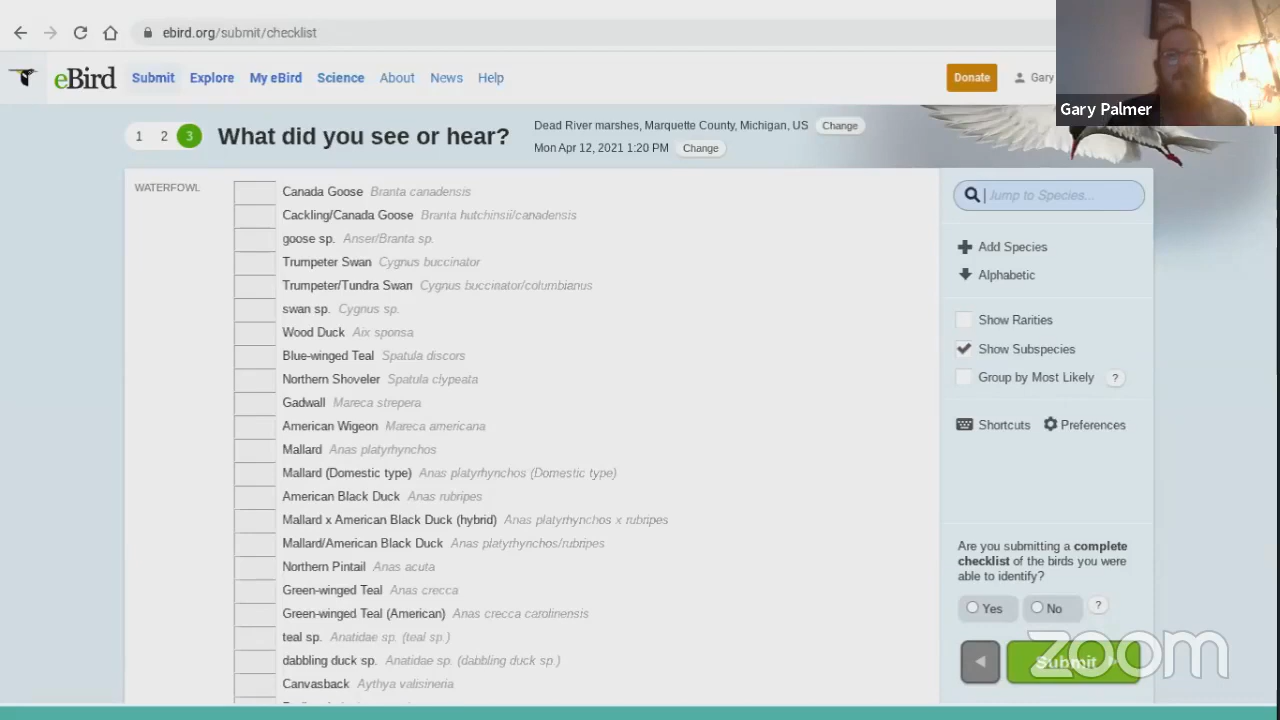 ebird.org/submit/checklist
eBird Submit Explore My eBird Science About News Help Donate Gary
Gary Palmer
1 2 3 What did you see or hear?
Dead River marshes, Marquette County, Michigan, US Change
Mon Apr 12, 2021 1:20 PM Change
WATERFOWL
Canada Goose Branta canadensis
Cackling/Canada Goose Branta hutchinsii/canadensis
goose sp. Anser/Branta sp.
Trumpeter Swan Cygnus buccinator
Trumpeter/Tundra Swan Cygnus buccinator/columbianus
swan sp. Cygnus sp.
Wood Duck Aix sponsa
Blue-winged Teal Spatula discors
Northern Shoveler Spatula clypeata
Gadwall Mareca strepera
American Wigeon Mareca americana
Mallard Anas platyrhynchos
Mallard (Domestic type) Anas platyrhynchos (Domestic type)
American Black Duck Anas rubripes
Mallard x American Black Duck (hybrid) Anas platyrhynchos x rubripes
Mallard/American Black Duck Anas platyrhynchos/rubripes
Northern Pintail Anas acuta
Green-winged Teal Anas crecca
Green-winged Teal (American) Anas crecca carolinensis
teal sp. Anatidae sp. (teal sp.)
dabbling duck sp. Anatidae sp. (dabbling duck sp.)
Canvasback Aythya valisineria
Jump to Species...
Add Species
Alphabetic
Show Rarities
Show Subspecies
Group by Most Likely ?
Shortcuts Preferences
Are you submitting a complete
checklist of the birds you were
able to identify?
Yes No ?
Submit
zoom